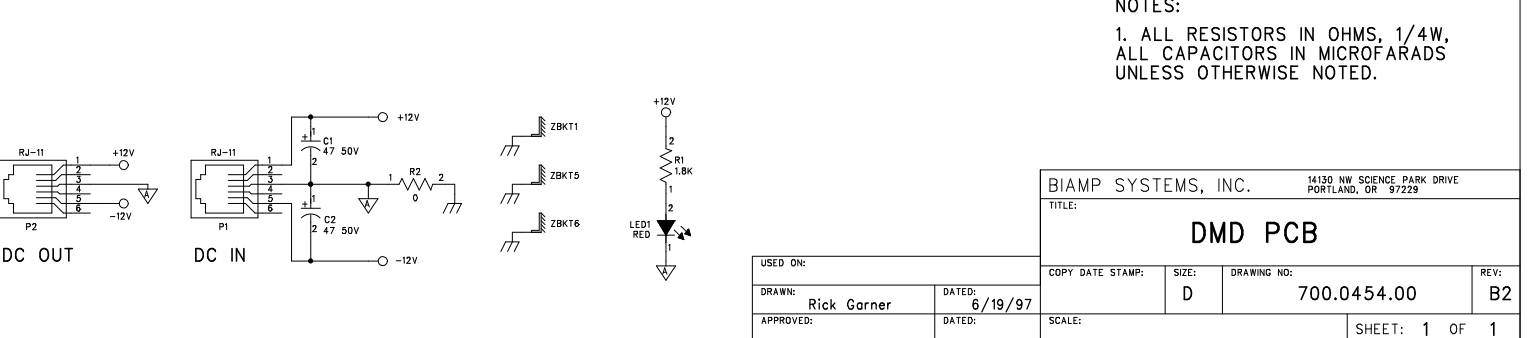 NOTES:
1. ALL RESISTORS IN OHMS, 1/4W,
ALL CAPACITORS IN MICROFARADS
UNLESS OTHERWISE NOTED.
RJ-11
+12V
1
2
3
4
5
6
A
-12V
P2
DC OUT
RJ-11
1
2
3
4
5
6
P1
DC IN
+12V
+
1
C1
47 50V
2
1
R2
2
0
A
+
1
C2
2
47 50V
-12V
ZBKT1
ZBKT5
ZBKT6
+12V
2
R1
1.8K
1
2
LED1
RED
1
A
BIAMP SYSTEMS, INC.
14130 NW SCIENCE PARK DRIVE
PORTLAND, OR 97229
TITLE:
DMD PCB
USED ON:
DRAWN:
Rick Garner
DATED:
6/19/97
APPROVED:
DATED:
COPY DATE STAMP:
SIZE:
D
DRAWING NO:
700.0454.00
REV:
B2
SCALE:
SHEET: 1 OF 1